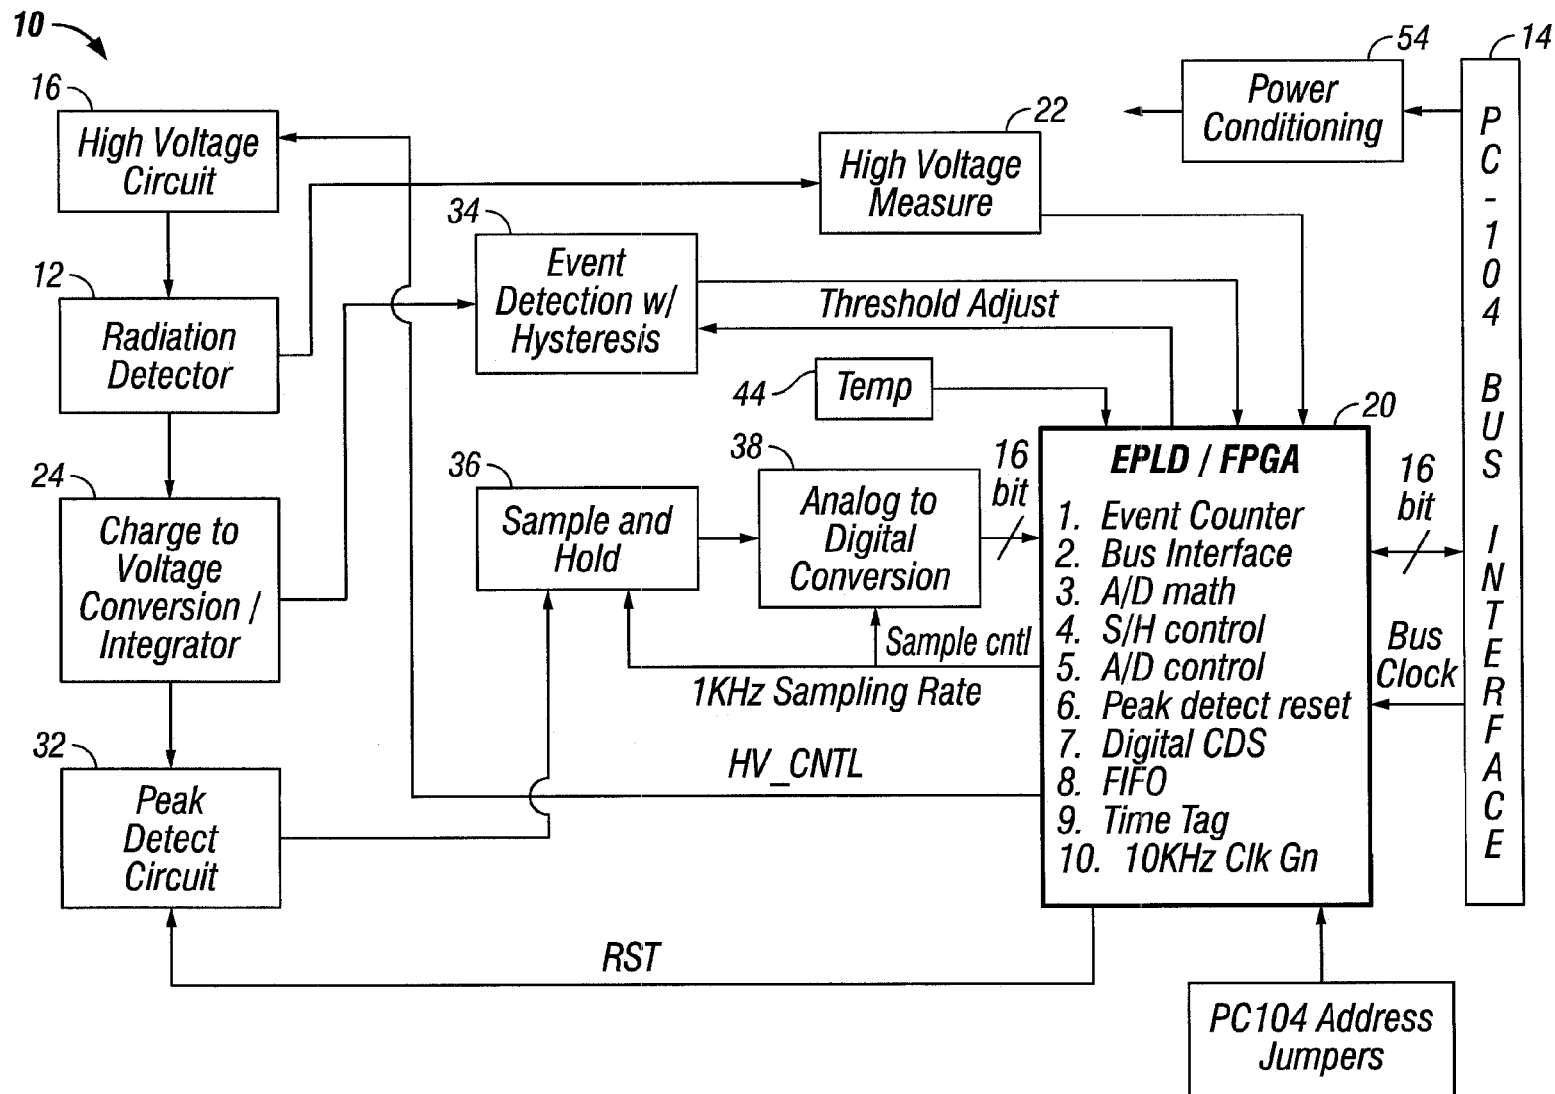 10
16
High Voltage
Circuit
12
Radiation
Detector
24
Charge to
Voltage
Conversion /
Integrator
32
Peak
Detect
Circuit
34
Event
Detection w/
Hysteresis
22
High Voltage
Measure
54
Power
Conditioning
14
PC-104 BUS INTERFACE
Threshold Adjust
44
Temp
36
Sample and
Hold
38
Analog to
Digital
Conversion
16
bit
Sample cntl
1KHz Sampling Rate
HV_CNTL
RST
20
EPLD / FPGA
1. Event Counter
2. Bus Interface
3. A/D math
4. S/H control
5. A/D control
6. Peak detect reset
7. Digital CDS
8. FIFO
9. Time Tag
10. 10KHz Clk Gn
16
bit
Bus
Clock
PC104 Address
Jumpers